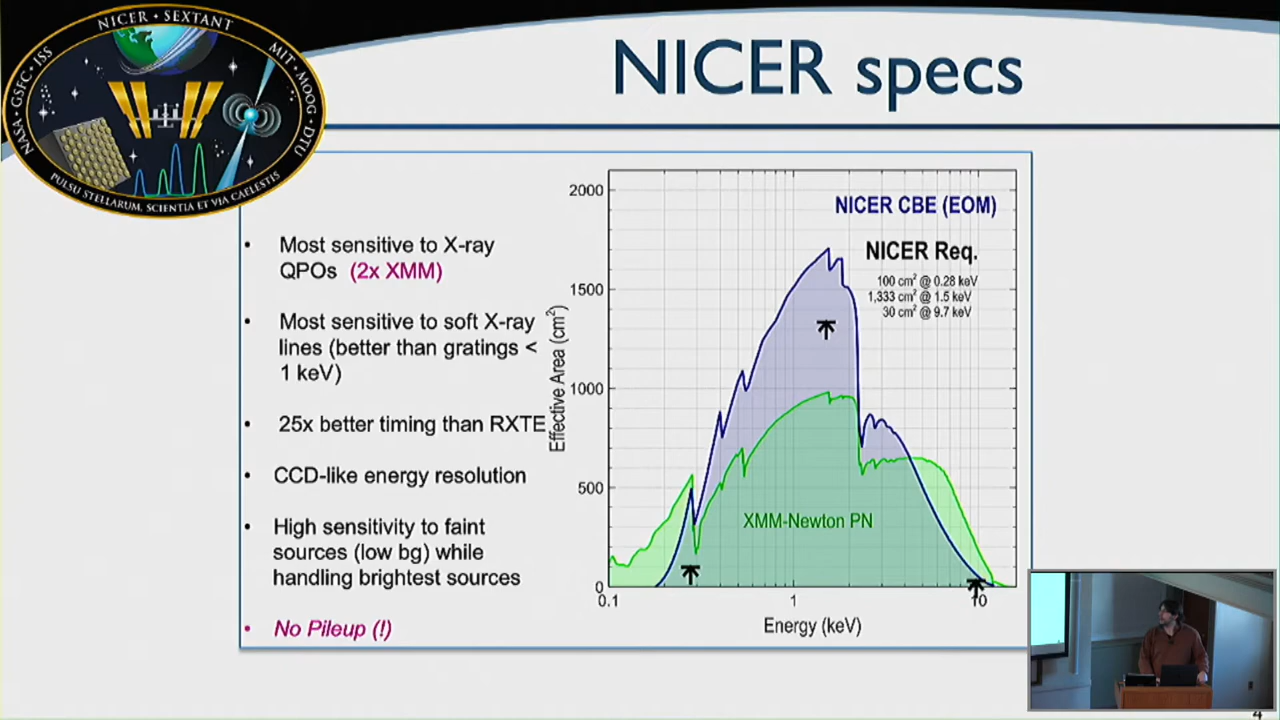 NICER • SEXTANT
NASA • GSFC • ISS
MIT • MOOG • DTU
PULSU STELLARUM, SCIENTIA ET VIA CAELESTIS
NICER specs
• Most sensitive to X-ray
QPOs (2x XMM)
• Most sensitive to soft X-ray
lines (better than gratings <
1 keV)
• 25x better timing than RXTE
• CCD-like energy resolution
• High sensitivity to faint
sources (low bg) while
handling brightest sources
• No Pileup (!)
Effective Area (cm²)
2000
1500
1000
500
0
NICER CBE (EOM)
NICER Req.
100 cm² @ 0.28 keV
1,333 cm² @ 1.5 keV
30 cm² @ 9.7 keV
XMM-Newton PN
0.1 1 10
Energy (keV)
4